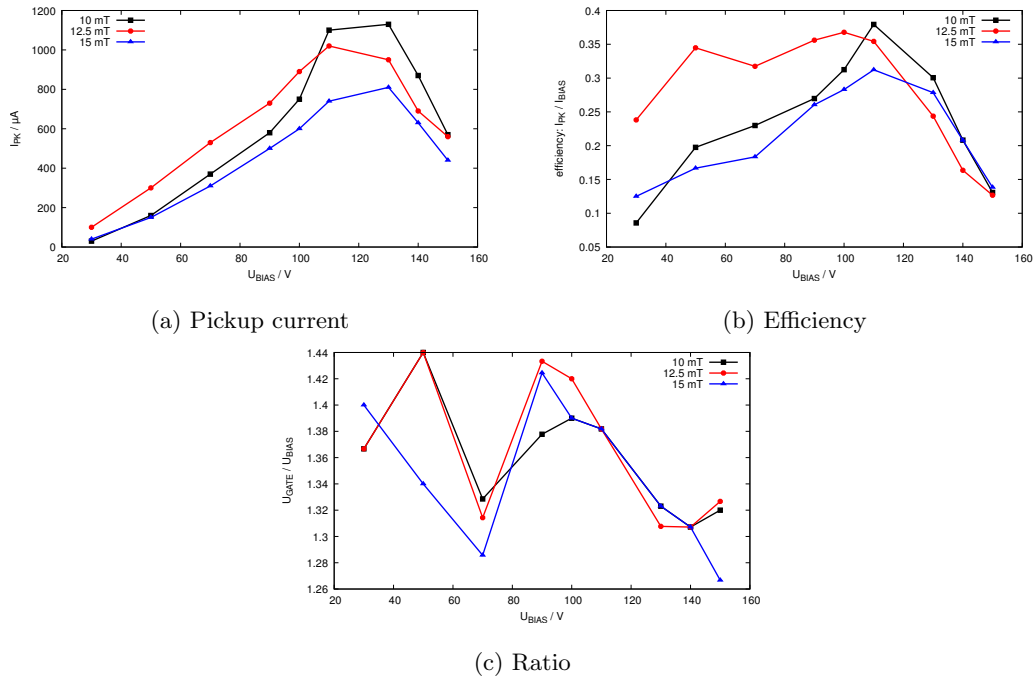 1200
1000
800
600
400
200
0
20 40 60 80 100 120 140 160
I_PK / µA
U_BIAS / V
10 mT
12.5 mT
15 mT
(a) Pickup current
0.4
0.35
0.3
0.25
0.2
0.15
0.1
0.05
20 40 60 80 100 120 140 160
efficiency: I_PK / I_BIAS
U_BIAS / V
10 mT
12.5 mT
15 mT
(b) Efficiency
1.44
1.42
1.4
1.38
1.36
1.34
1.32
1.3
1.28
1.26
20 40 60 80 100 120 140 160
U_GATE / U_BIAS
U_BIAS / V
10 mT
12.5 mT
15 mT
(c) Ratio